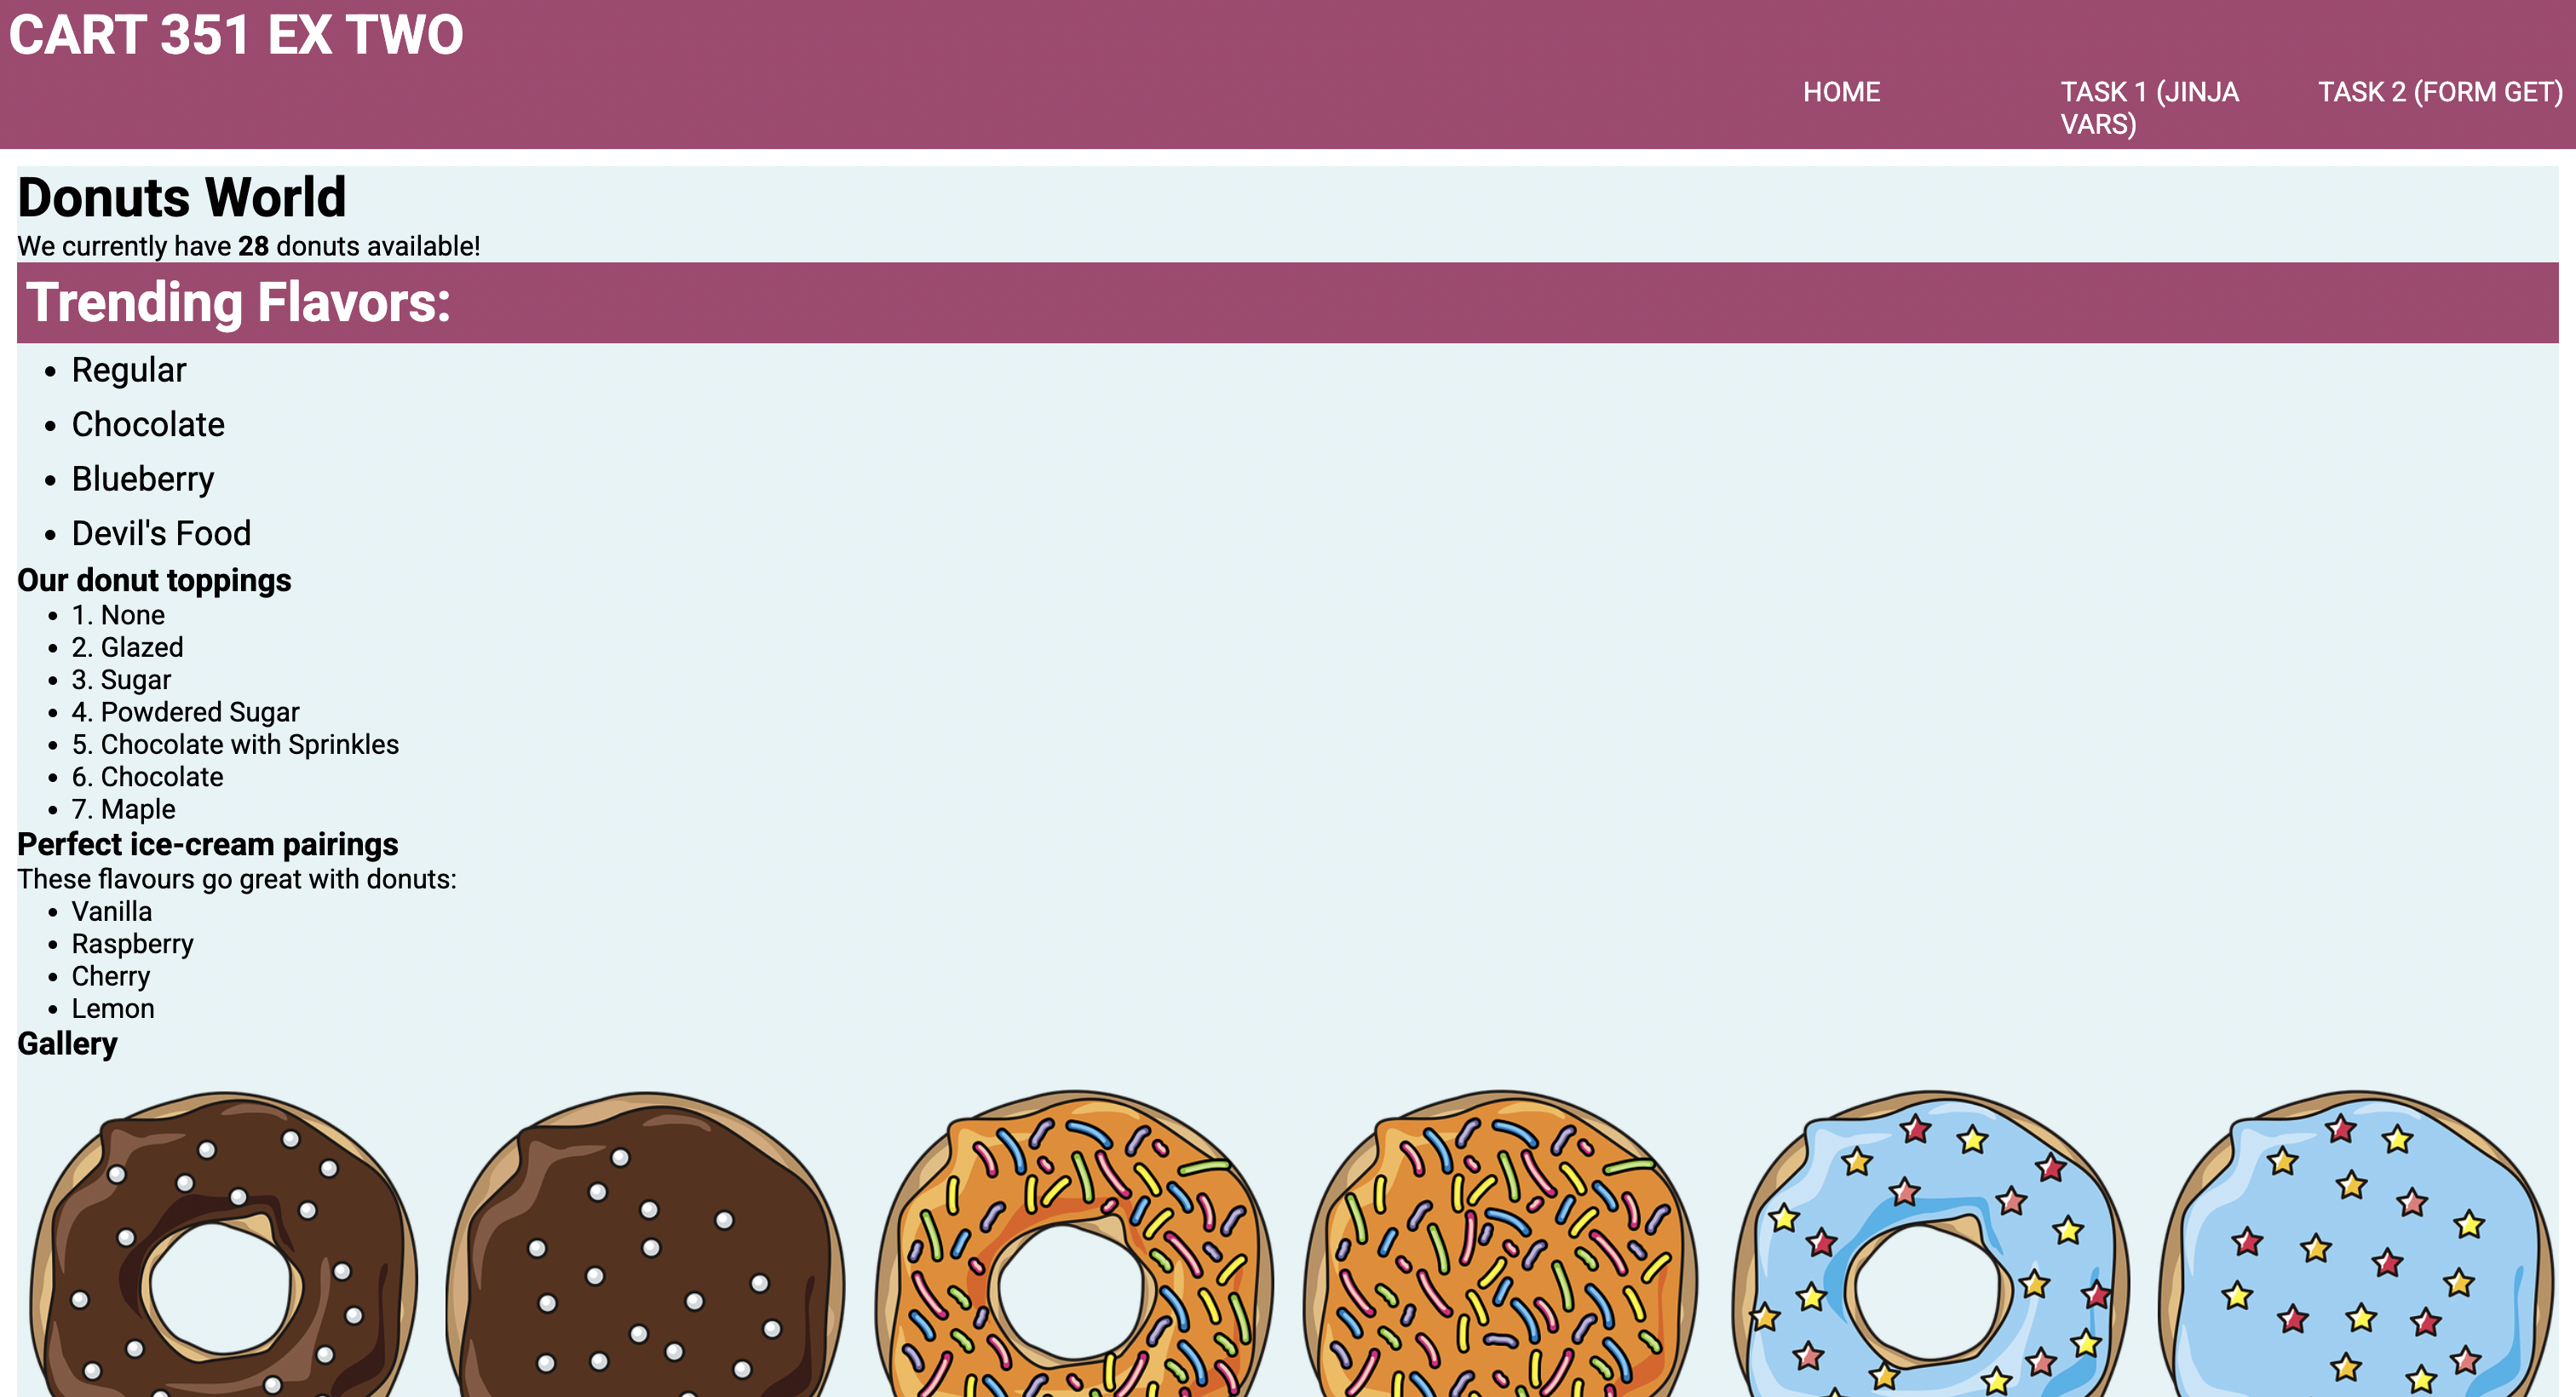 CART 351 EX TWO
HOME
TASK 1 (JINJA
VARS)
TASK 2 (FORM GET)
Donuts World
We currently have 28 donuts available!
Trending Flavors:
• Regular
• Chocolate
• Blueberry
• Devil's Food
Our donut toppings
• 1. None
• 2. Glazed
• 3. Sugar
• 4. Powdered Sugar
• 5. Chocolate with Sprinkles
• 6. Chocolate
• 7. Maple
Perfect ice-cream pairings
These flavours go great with donuts:
• Vanilla
• Raspberry
• Cherry
• Lemon
Gallery